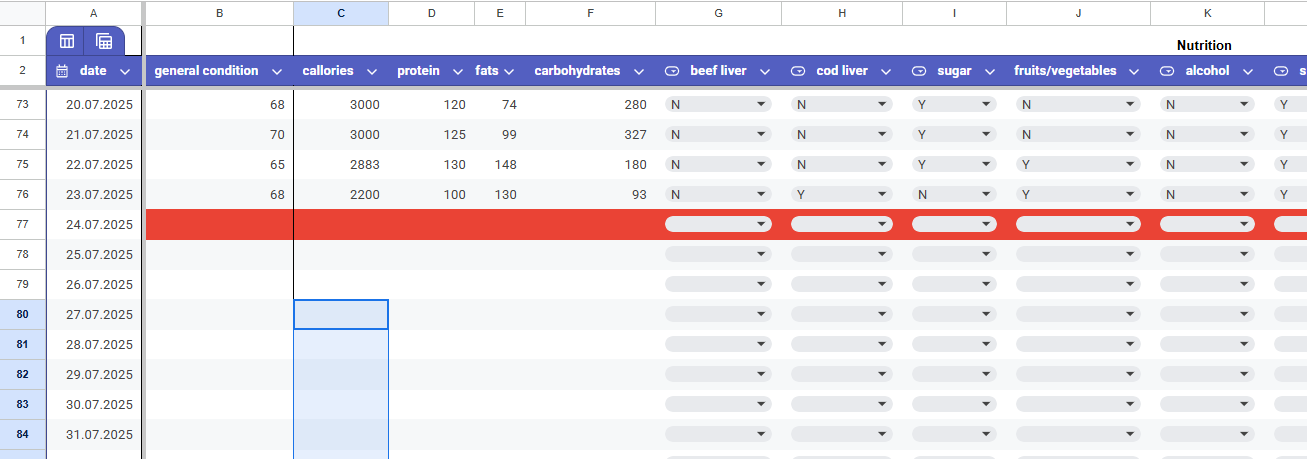 A B C D E F G H I J K
1 Nutrition
2 date general condition callories protein fats carbohydrates beef liver cod liver sugar fruits/vegetables alcohol s
73 20.07.2025 68 3000 120 74 280 N N Y N N Y
74 21.07.2025 70 3000 125 99 327 N N Y N N Y
75 22.07.2025 65 2883 130 148 180 N N Y Y N Y
76 23.07.2025 68 2200 100 130 93 N Y N Y N Y
77 24.07.2025
78 25.07.2025
79 26.07.2025
80 27.07.2025
81 28.07.2025
82 29.07.2025
83 30.07.2025
84 31.07.2025